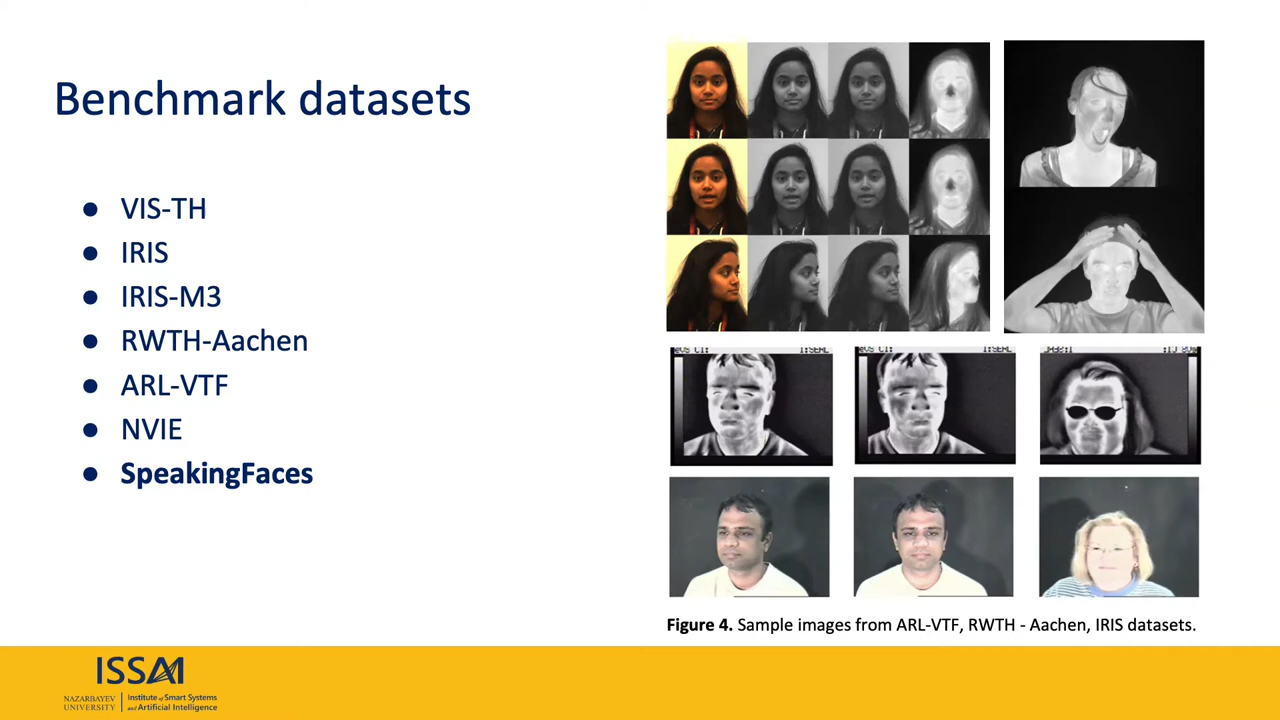 Benchmark datasets
● VIS-TH
● IRIS
● IRIS-M3
● RWTH-Aachen
● ARL-VTF
● NVIE
● SpeakingFaces
Figure 4. Sample images from ARL-VTF, RWTH - Aachen, IRIS datasets.
ISSAI
NAZARBAYEV UNIVERSITY
Institute of Smart Systems
and Artificial Intelligence